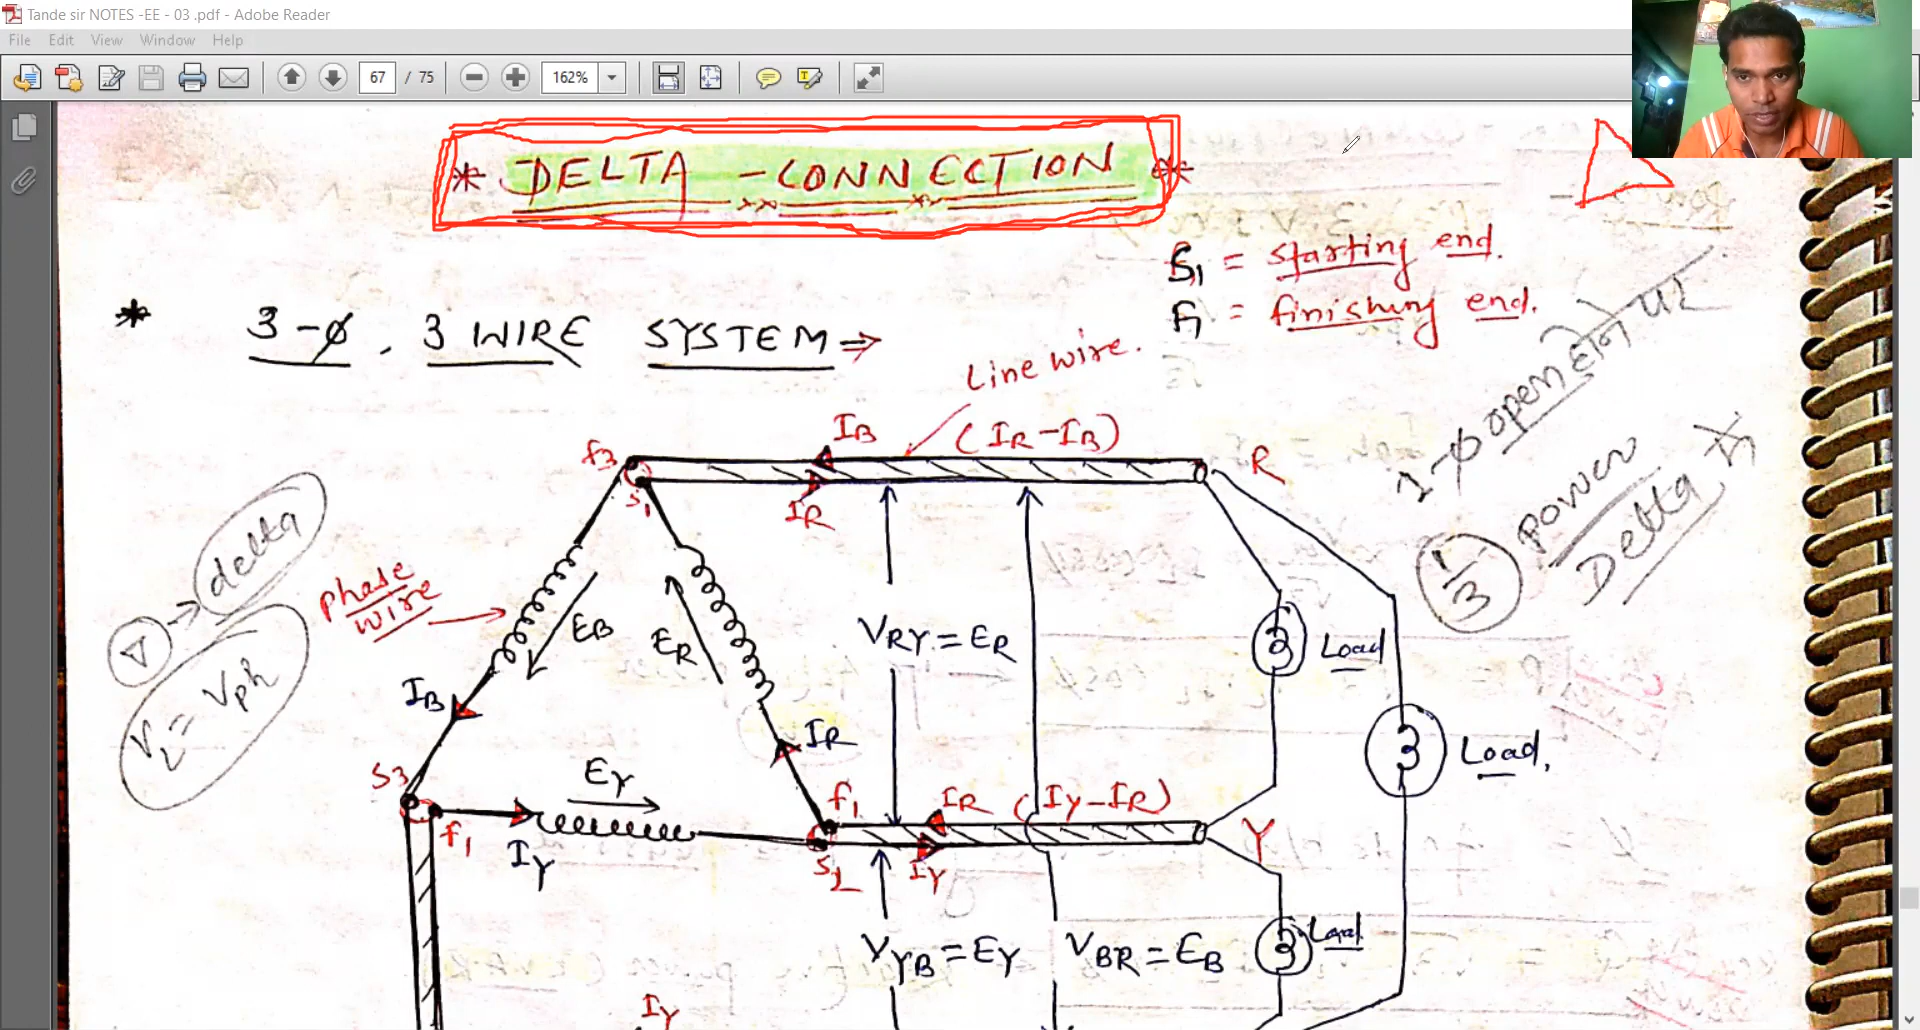 Tande sir NOTES -EE - 03 .pdf - Adobe Reader
File Edit View Window Help
67 / 75 162%
* DELTA - CONNECTION *
S1 = starting end.
F1 = finishing end.
* 3-ϕ, 3 WIRE SYSTEM ⇒
Line wire.
1-ϕ open होने पर
1/3 power
Delta में
IB (IR-IB)
f3 R
S1 IR
∇ → delta
VL = Vph
phase wire
EB ER VRY = ER Load
IB
IR Load,
S3 EY
f1 IR (IY-IR)
f1 IY Y
S2 IY
VYB = EY VBR = EB Load
IY